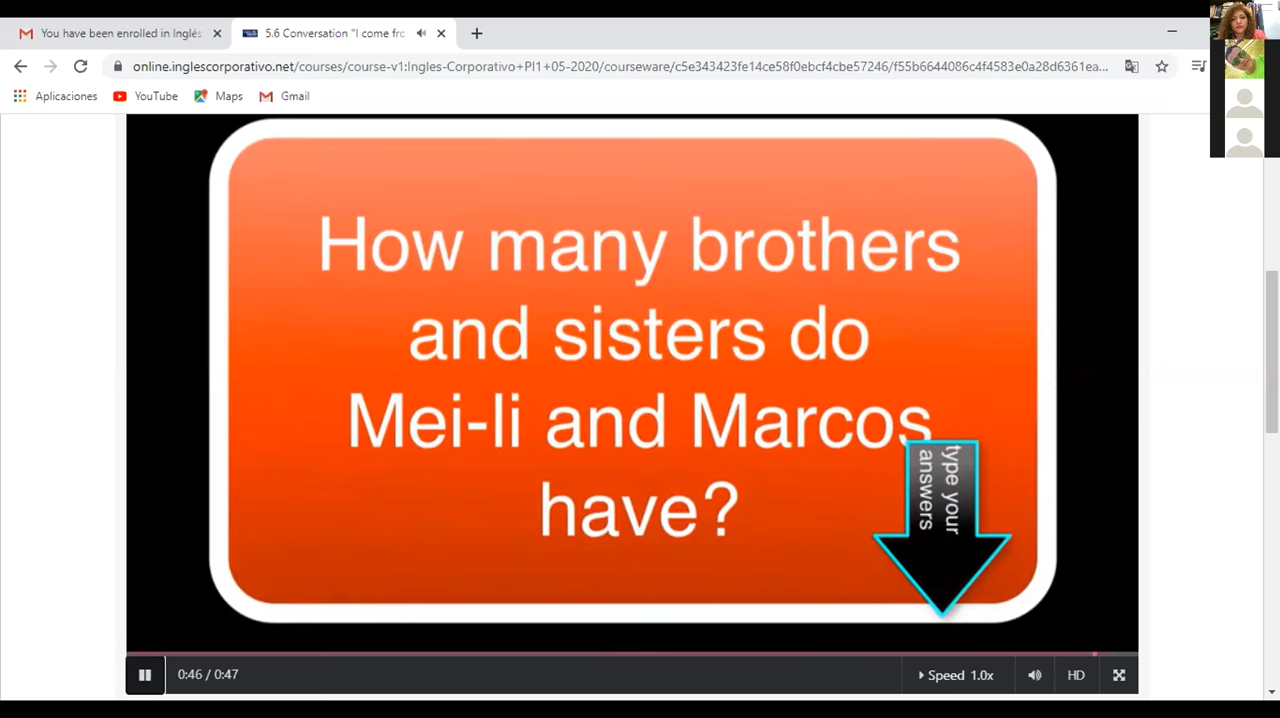 You have been enrolled in Inglés
5.6 Conversation "I come fro
online.inglescorporativo.net/courses/course-v1:Ingles-Corporativo+PI1+05-2020/courseware/c5e343423fe14ce58f0ebcf4cbe57246/f55b6644086c4f4583e0a28d6361ea...
Aplicaciones YouTube Maps Gmail
How many brothers
and sisters do
Mei-li and Marcos
have?
type your
answers
0:46 / 0:47 Speed 1.0x HD